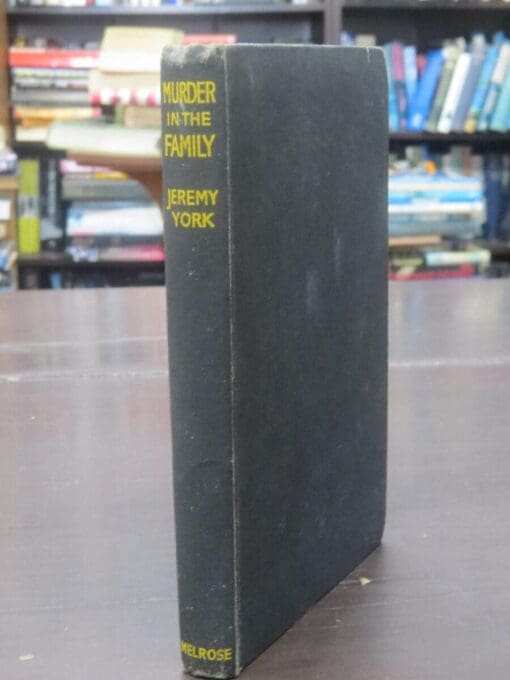 MURDER
IN THE
FAMILY
JEREMY
YORK
MELROSE